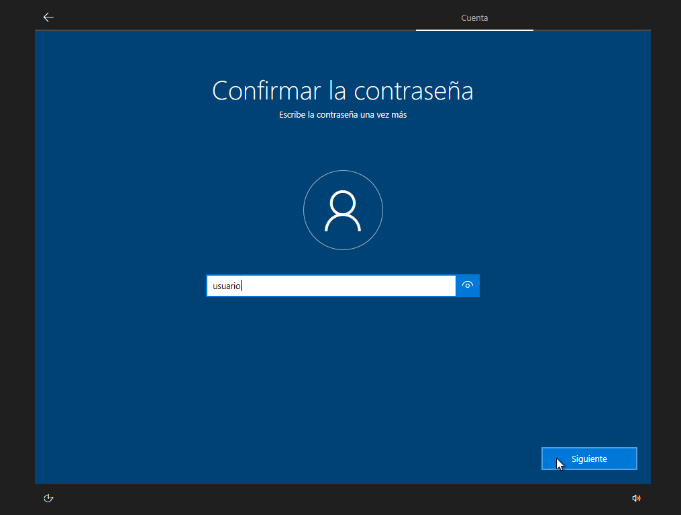 Cuenta
Confirmar la contraseña
Escribe la contraseña una vez más
usuario
Siguiente